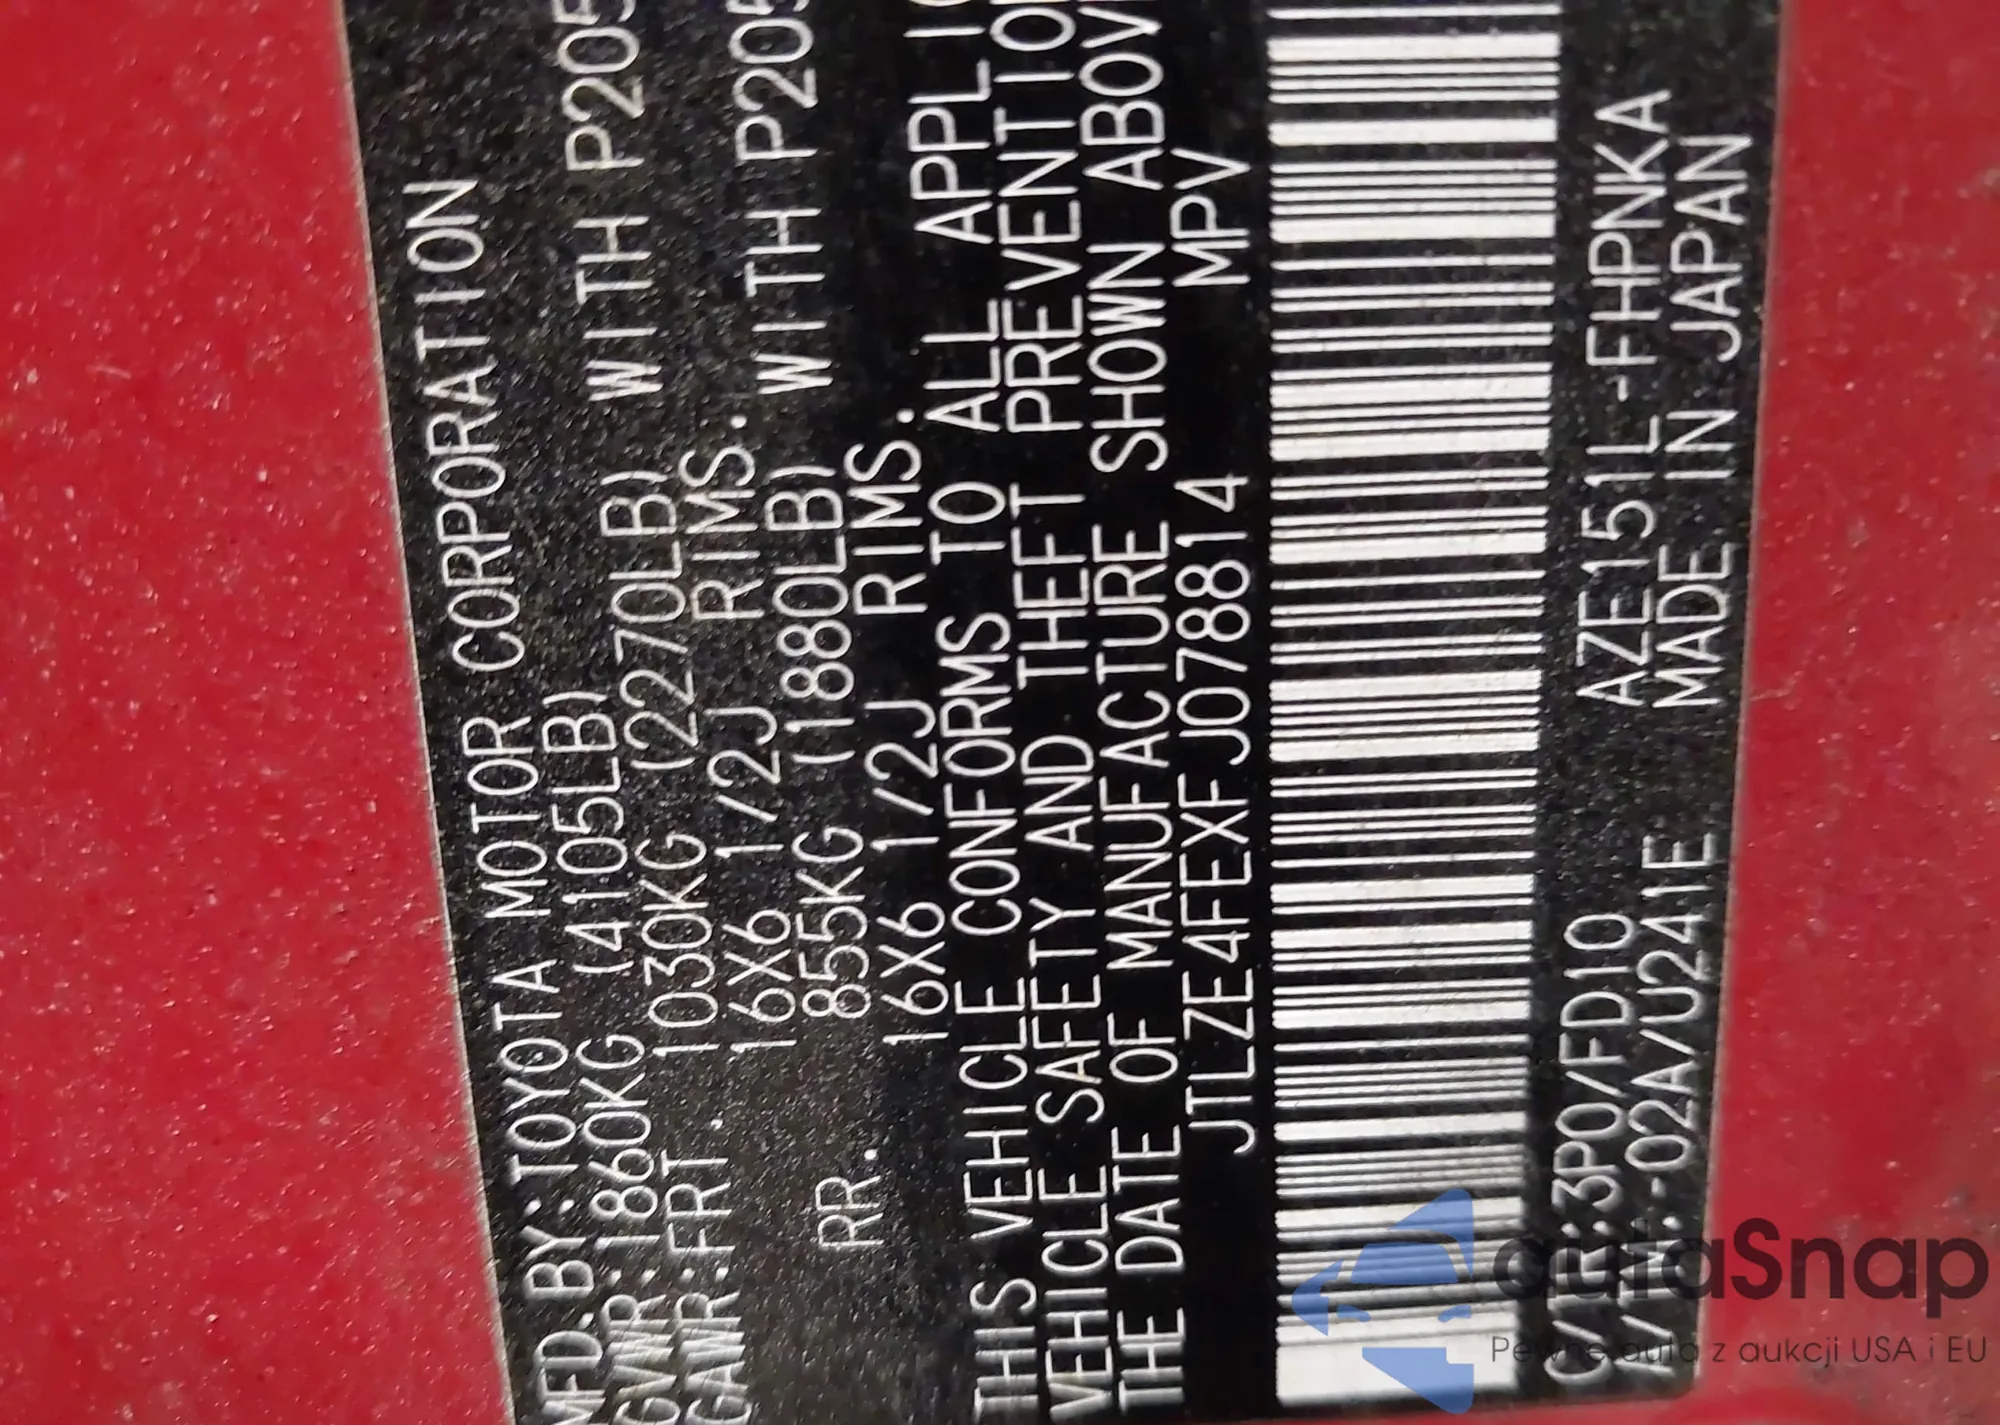 MFD.BY:TOYOTA MOTOR CORPORATION
GVWR:1860KG (4105LB)
GAWR:FRT. 1030KG (2270LB) WITH P205
16X6 1/2J RIMS.
RR. 855KG (1880LB) WITH P205
16X6 1/2J RIMS.
THIS VEHICLE CONFORMS TO ALL APPLIC
VEHICLE SAFETY AND THEFT PREVENTION
THE DATE OF MANUFACTURE SHOWN ABOV
JTLZE4FEXFJ078814 MPV
C/TR:3P0/FD10 AZE151L-FHPNKA
A/TM:-02A/U241E MADE IN JAPAN
autaSnap
Pewne auto z aukcji USA i EU